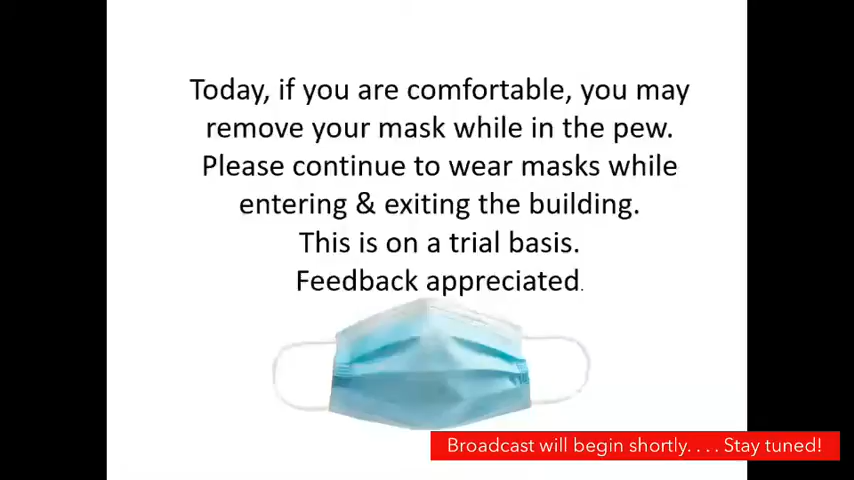 Today, if you are comfortable, you may
remove your mask while in the pew.
Please continue to wear masks while
entering & exiting the building.
This is on a trial basis.
Feedback appreciated.
Broadcast will begin shortly. . . . Stay tuned!